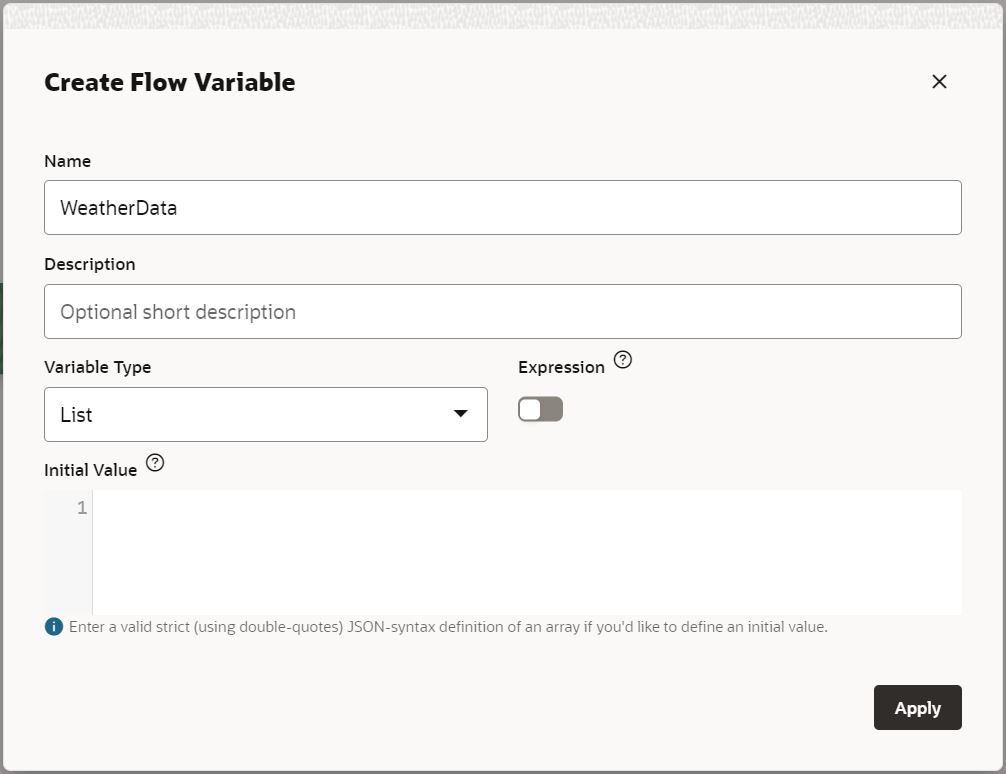 Create Flow Variable
Name
WeatherData
Description
Optional short description
Variable Type
Expression
List
Initial Value
1
Enter a valid strict (using double-quotes) JSON-syntax definition of an array if you'd like to define an initial value.
Apply